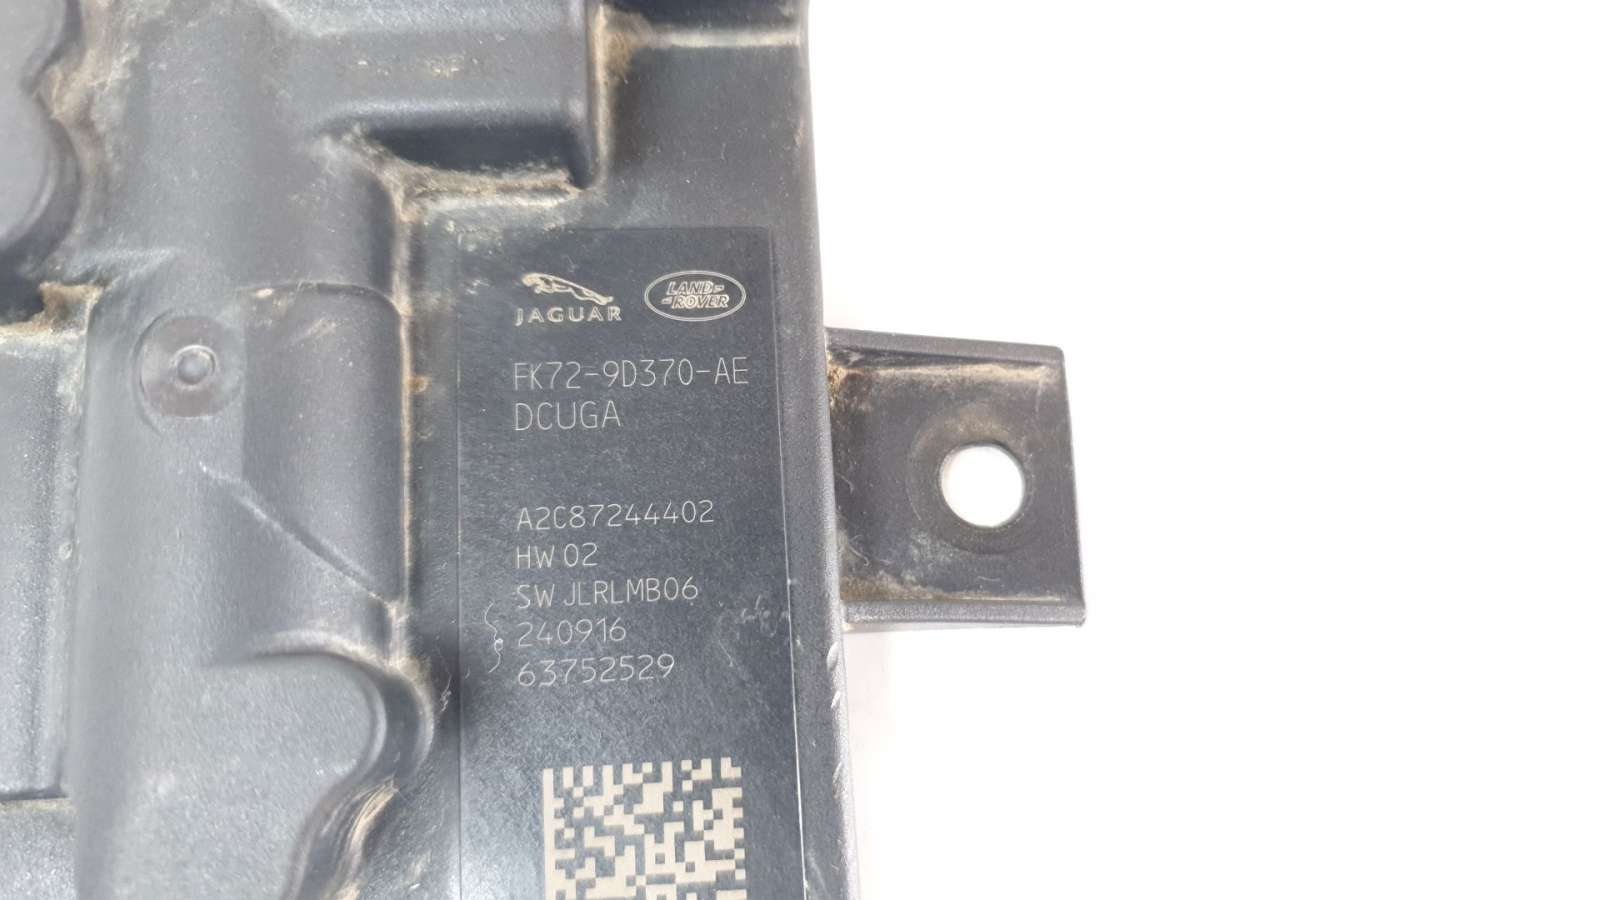 JAGUAR
LAND
ROVER
FK72-9D370-AE
DCUGA
A2C87244402
HW 02
SW JLRLMB06
240916
63752529